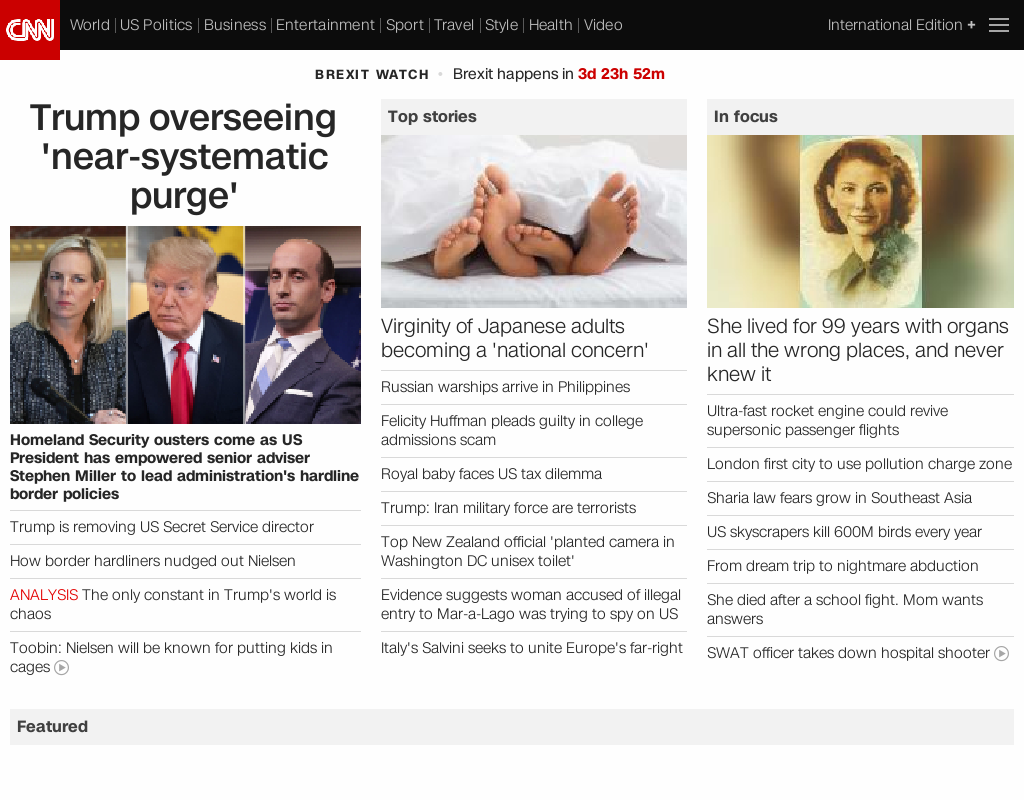 CNN
World
US Politics
Business
Entertainment
Sport
Travel
Style
Health
Video
International Edition +
BREXIT WATCH • Brexit happens in 3d 23h 52m
Trump overseeing
'near-systematic
purge'
Homeland Security ousters come as US
President has empowered senior adviser
Stephen Miller to lead administration's hardline
border policies
Trump is removing US Secret Service director
How border hardliners nudged out Nielsen
ANALYSIS The only constant in Trump's world is
chaos
Toobin: Nielsen will be known for putting kids in
cages
Top stories
Virginity of Japanese adults
becoming a 'national concern'
Russian warships arrive in Philippines
Felicity Huffman pleads guilty in college
admissions scam
Royal baby faces US tax dilemma
Trump: Iran military force are terrorists
Top New Zealand official 'planted camera in
Washington DC unisex toilet'
Evidence suggests woman accused of illegal
entry to Mar-a-Lago was trying to spy on US
Italy's Salvini seeks to unite Europe's far-right
In focus
She lived for 99 years with organs
in all the wrong places, and never
knew it
Ultra-fast rocket engine could revive
supersonic passenger flights
London first city to use pollution charge zone
Sharia law fears grow in Southeast Asia
US skyscrapers kill 600M birds every year
From dream trip to nightmare abduction
She died after a school fight. Mom wants
answers
SWAT officer takes down hospital shooter
Featured